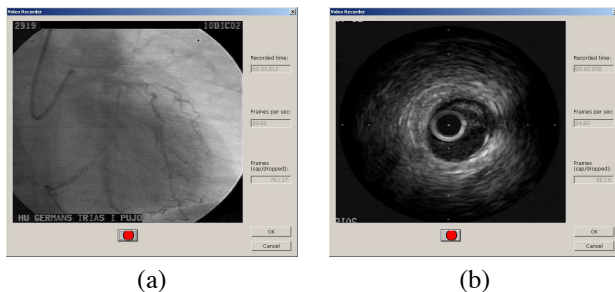 Video Recorder
2919
10DIC02
Recorded time:
Frames per sec:
Frames
(cap/dropped):
HU GERMANS TRIAS I PUJO
OK
Cancel
(a)
Video Recorder
Recorded time:
Frames per sec:
Frames
(cap/dropped):
OK
Cancel
(b)